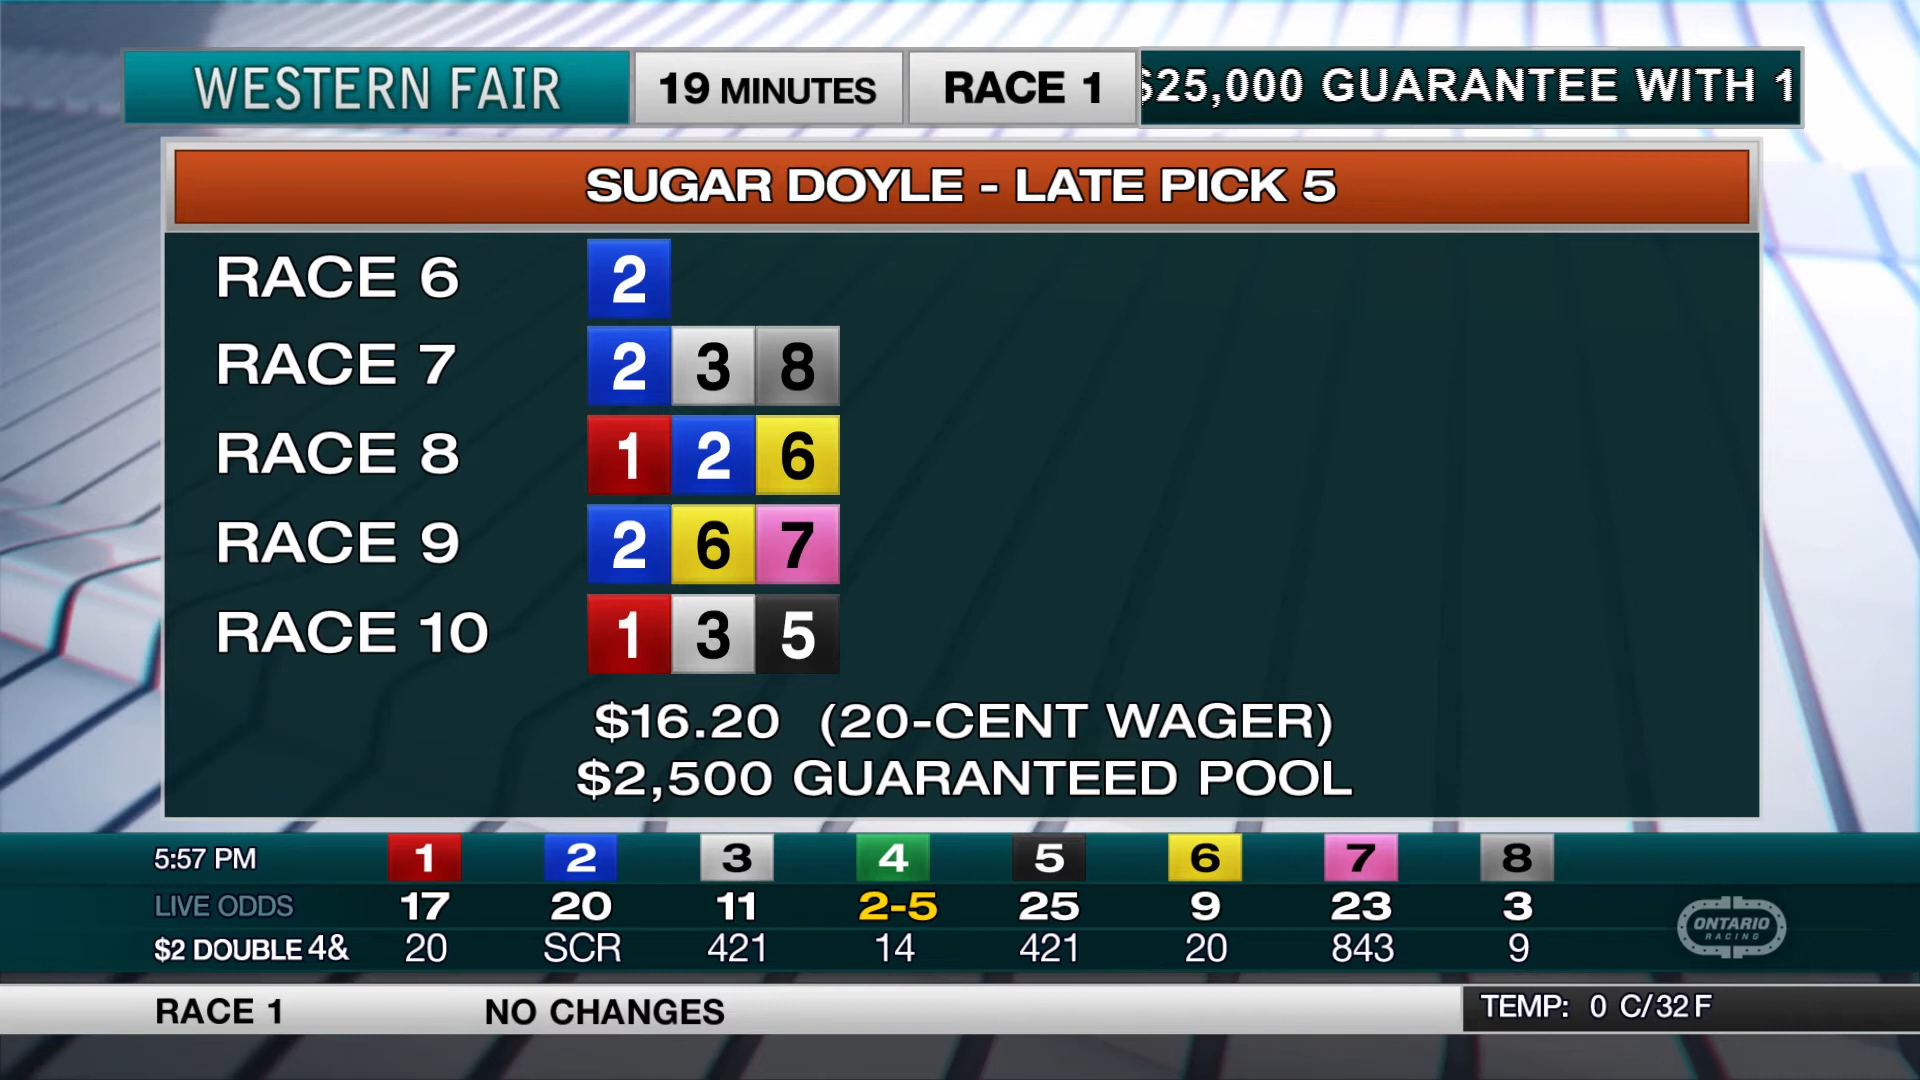 WESTERN FAIR 19 MINUTES RACE 1 $25,000 GUARANTEE WITH 1
SUGAR DOYLE - LATE PICK 5
RACE 6 2
RACE 7 2 3 8
RACE 8 1 2 6
RACE 9 2 6 7
RACE 10 1 3 5
$16.20 (20-CENT WAGER)
$2,500 GUARANTEED POOL
5:57 PM 1 2 3 4 5 6 7 8
LIVE ODDS 17 20 11 2-5 25 9 23 3
$2 DOUBLE 4& 20 SCR 421 14 421 20 843 9
ONTARIO
RACING
RACE 1 NO CHANGES TEMP: 0 C/32 F